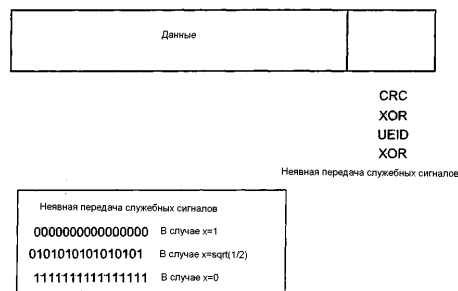 Данные
CRC
XOR
UEID
XOR
Неявная передача служебных сигналов
Неявная передача служебных сигналов
0000000000000000 В случае x=1
0101010101010101 В случае x=sqrt(1/2)
1111111111111111 В случае x=0